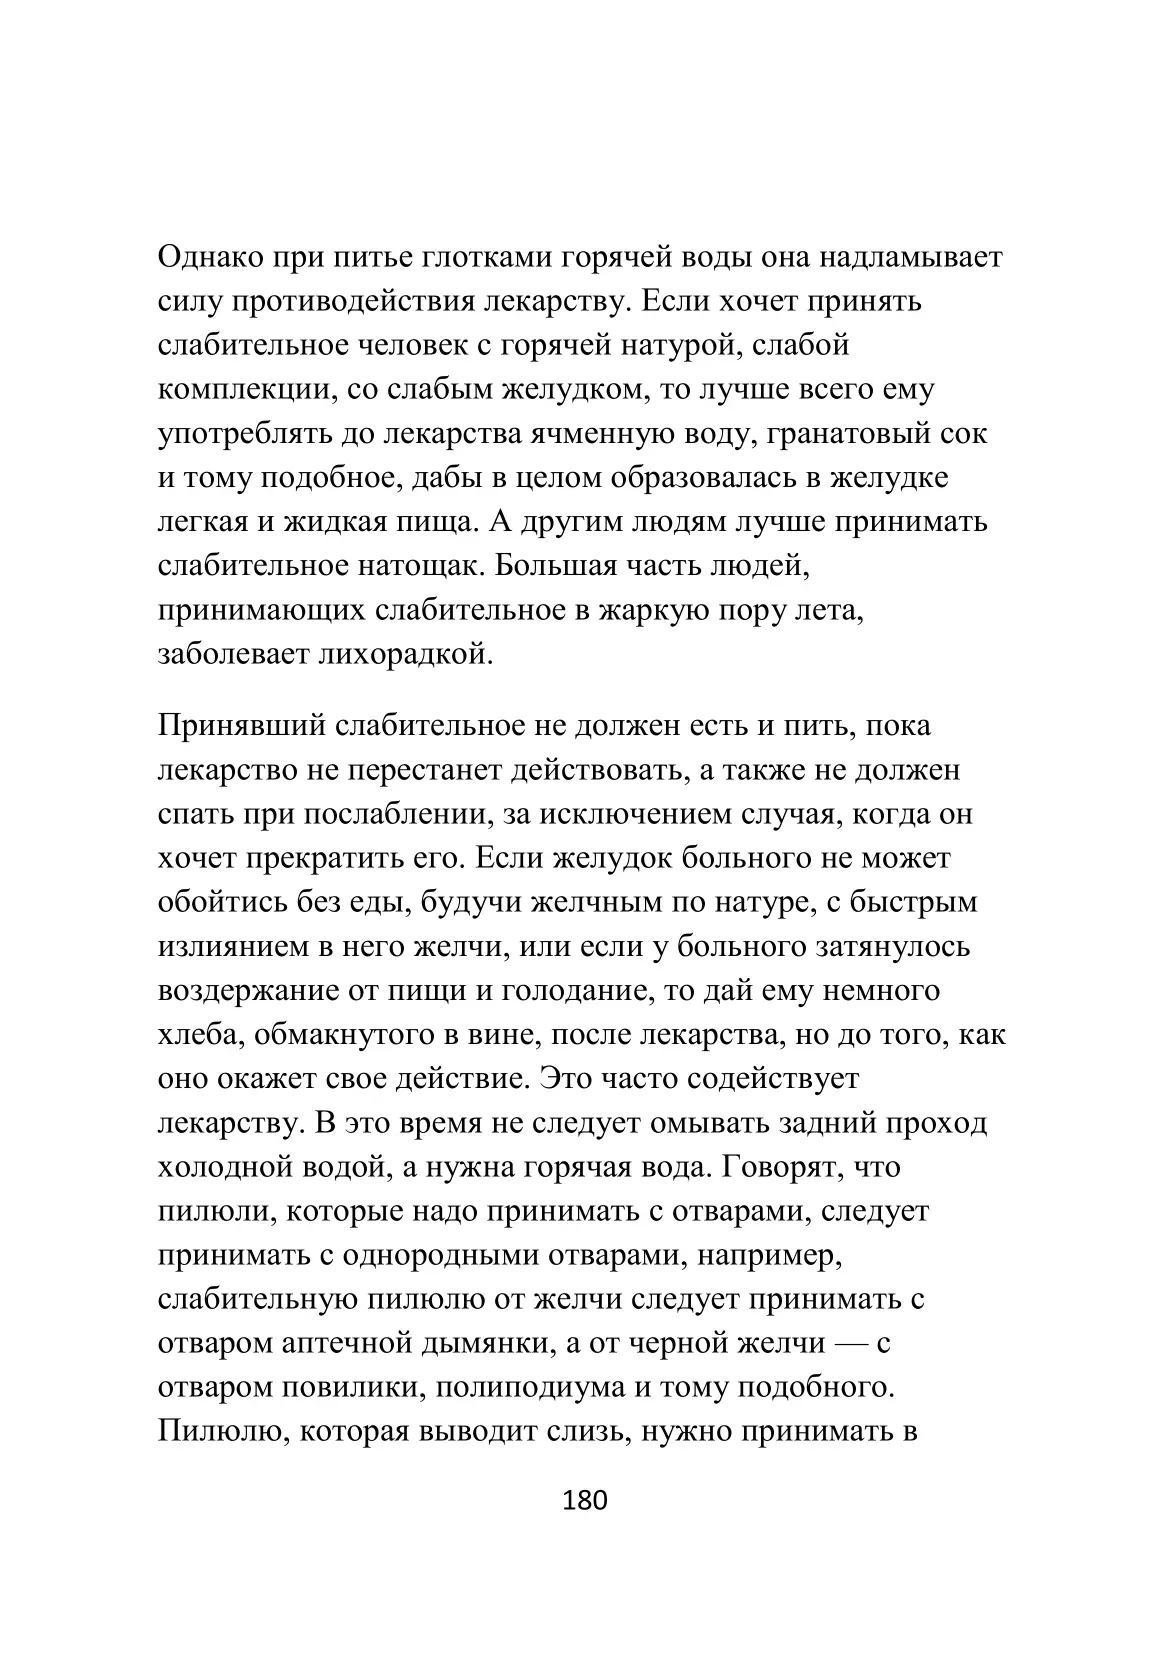 Однако при питье глотками горячей воды она надламывает
силу противодействия лекарству. Если хочет принять
слабительное человек с горячей натурой, слабой
комплекции, со слабым желудком, то лучше всего ему
употреблять до лекарства ячменную воду, гранатовый сок
и тому подобное, дабы в целом образовалась в желудке
легкая и жидкая пища. А другим людям лучше принимать
слабительное натощак. Большая часть людей,
принимающих слабительное в жаркую пору лета,
заболевает лихорадкой.
Принявший слабительное не должен есть и пить, пока
лекарство не перестанет действовать, а также не должен
спать при послаблении, за исключением случая, когда он
хочет прекратить его. Если желудок больного не может
обойтись без еды, будучи желчным по натуре, с быстрым
излиянием в него желчи, или если у больного затянулось
воздержание от пищи и голодание, то дай ему немного
хлеба, обмакнутого в вине, после лекарства, но до того, как
оно окажет свое действие. Это часто содействует
лекарству. В это время не следует омывать задний проход
холодной водой, а нужна горячая вода. Говорят, что
пилюли, которые надо принимать с отварами, следует
принимать с однородными отварами, например,
слабительную пилюлю от желчи следует принимать с
отваром аптечной дымянки, а от черной желчи — с
отваром повилики, полиподиума и тому подобного.
Пилюлю, которая выводит слизь, нужно принимать в
180